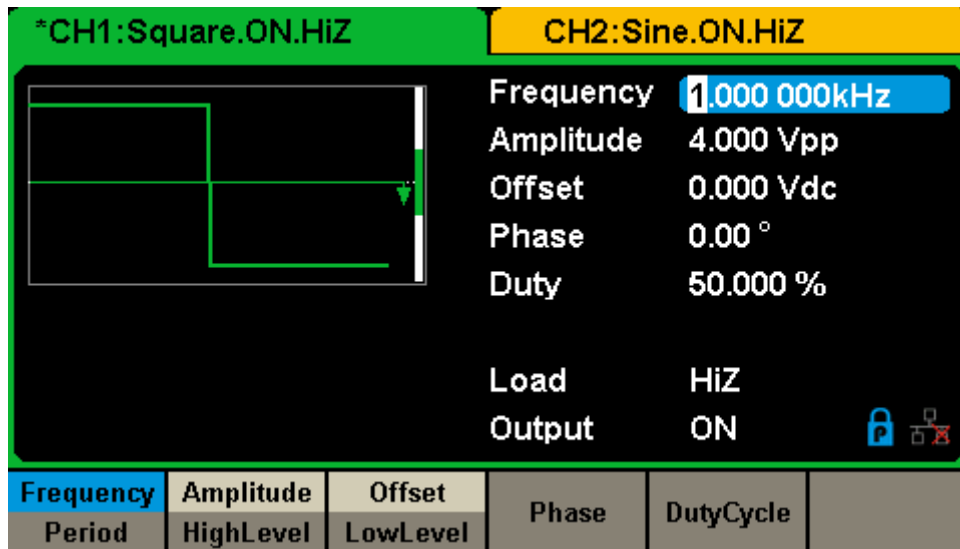 *CH1:Square.ON.HiZ
CH2:Sine.ON.HiZ
Frequency 1.000 000kHz
Amplitude 4.000 Vpp
Offset 0.000 Vdc
Phase 0.00 °
Duty 50.000 %
Load HiZ
Output ON
P
Frequency Amplitude Offset Phase DutyCycle
Period HighLevel LowLevel